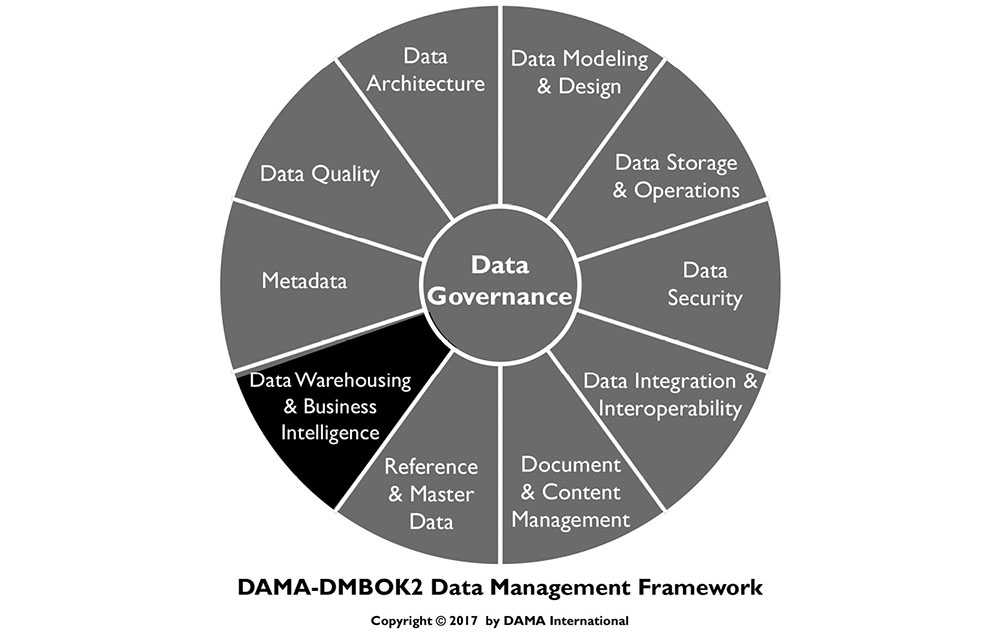 Data
Architecture
Data Modeling
& Design
Data Storage
& Operations
Data
Security
Data Integration &
Interoperability
Document
& Content
Management
Reference
& Master
Data
Data Warehousing
& Business
Intelligence
Metadata
Data Quality
Data
Governance
DAMA-DMBOK2 Data Management Framework
Copyright © 2017 by DAMA International